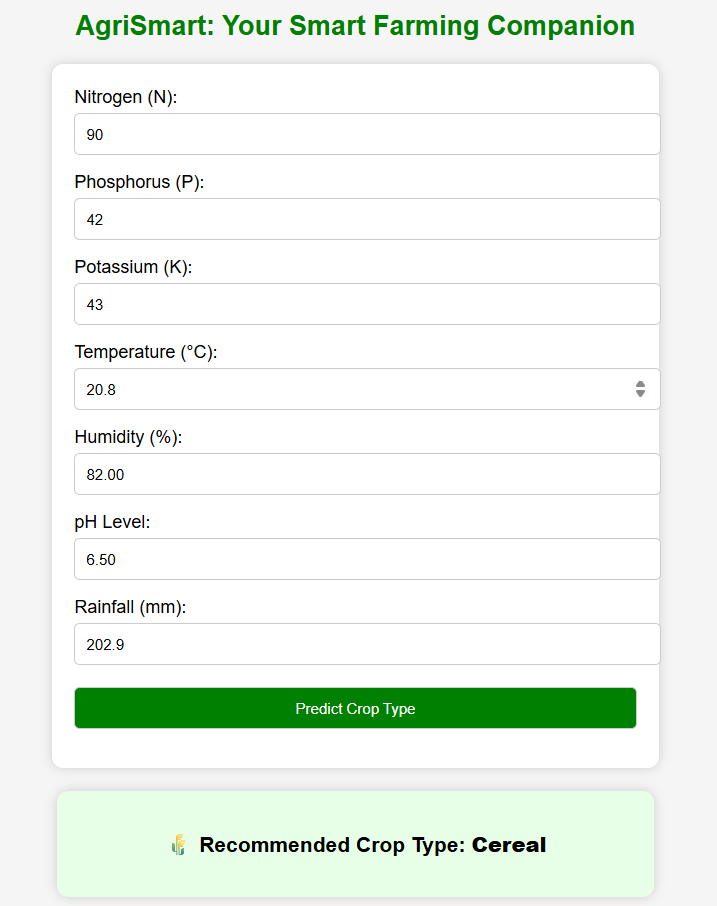 AgriSmart: Your Smart Farming Companion
Nitrogen (N):
90
Phosphorus (P):
42
Potassium (K):
43
Temperature (°C):
20.8
Humidity (%):
82.00
pH Level:
6.50
Rainfall (mm):
202.9
Predict Crop Type
Recommended Crop Type: Cereal